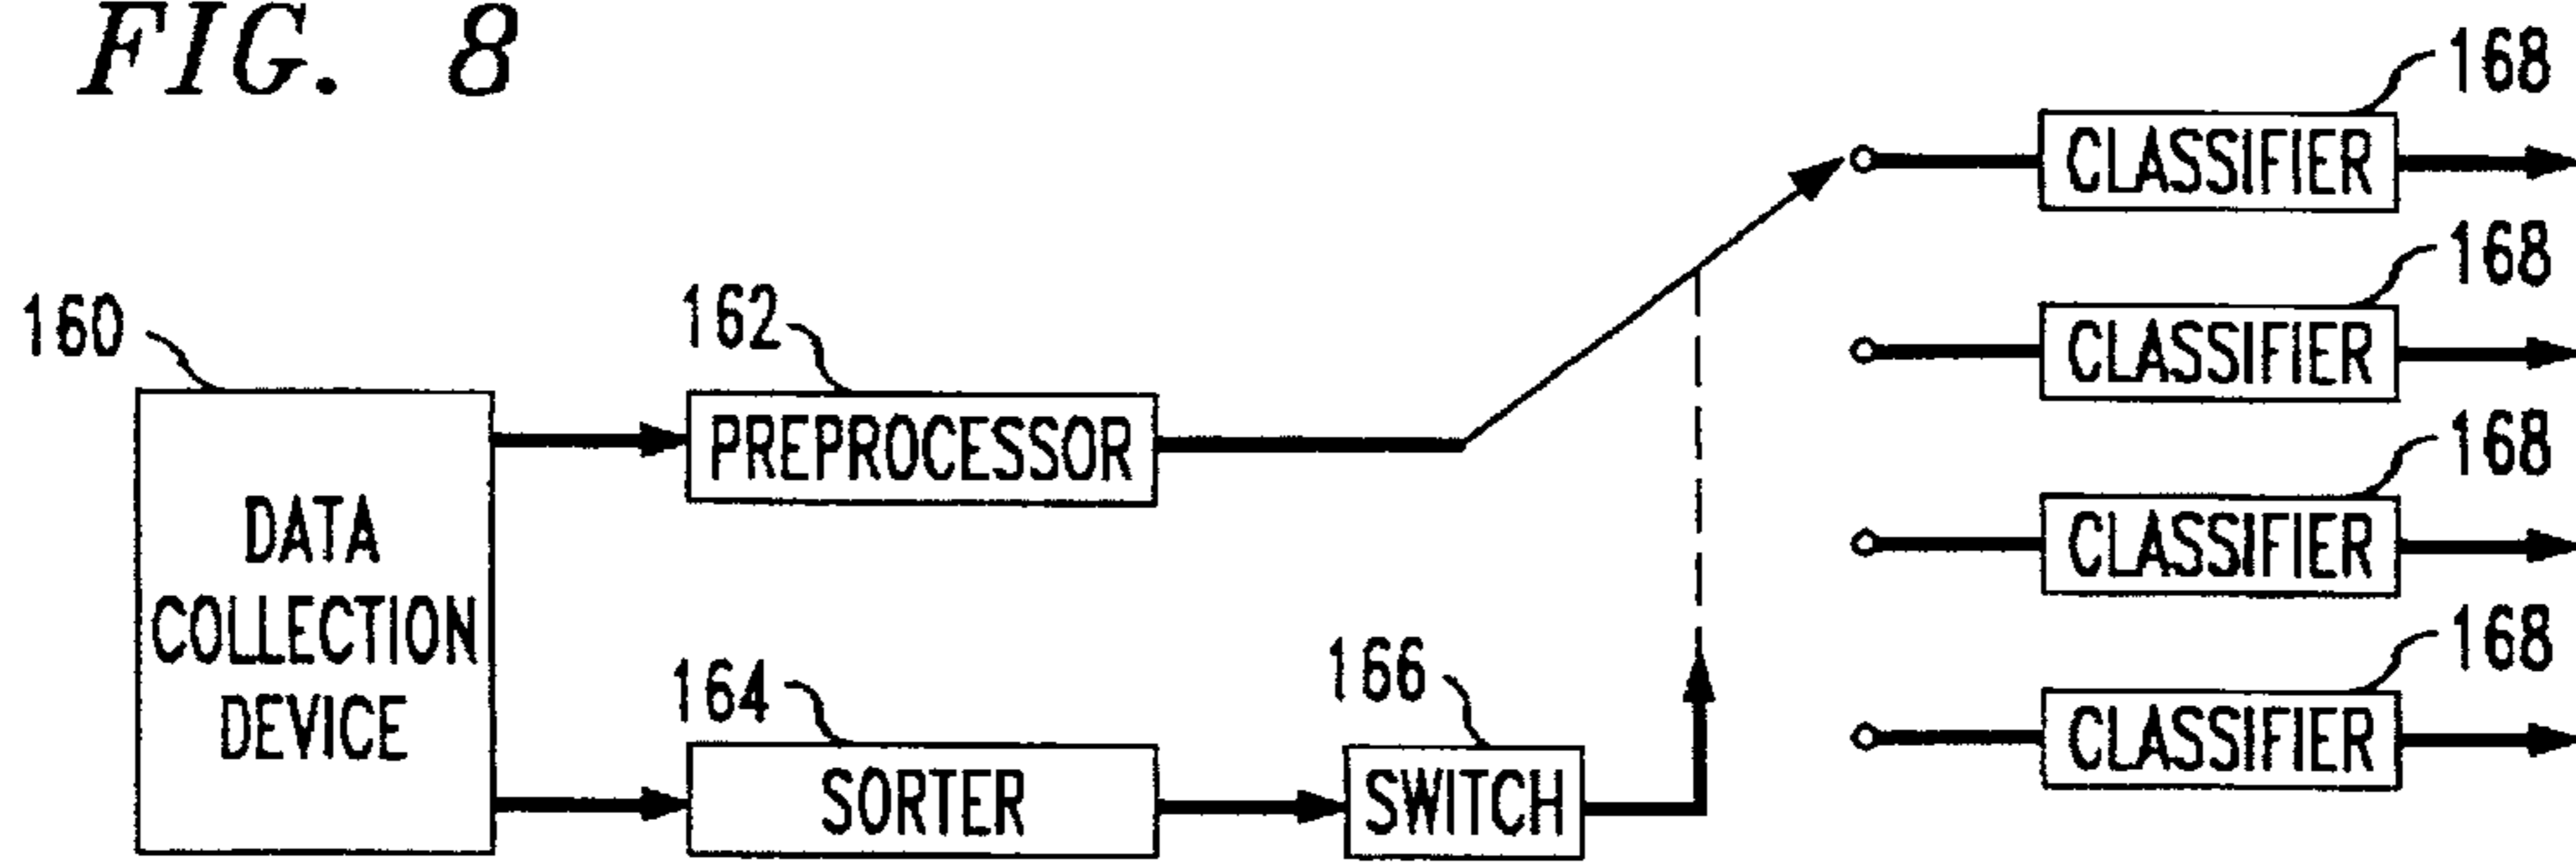 FIG. 8
168
CLASSIFIER
168
CLASSIFIER
160
162
PREPROCESSOR
168
CLASSIFIER
DATA
COLLECTION
DEVICE
164
SORTER
166
SWITCH
168
CLASSIFIER